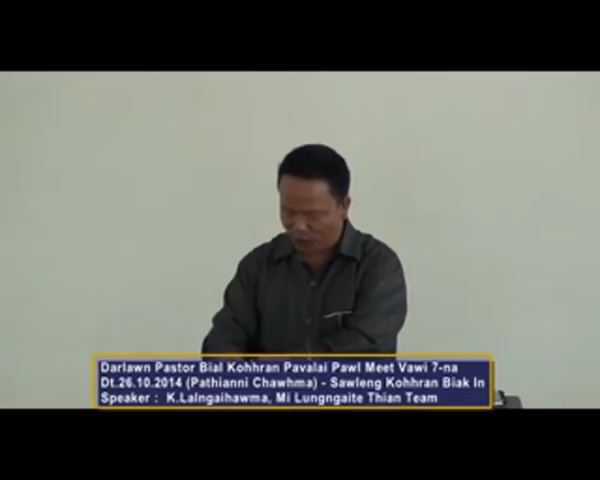 Darlawn Pastor Bial Kohhran Pavalai Pawl Meet Vawi 7-na
Dt.26.10.2014 (Pathianni Chawhma) - Sawleng Kohhran Biak In
Speaker :  K.Lalngaihawma, Mi Lungngaite Thian Team